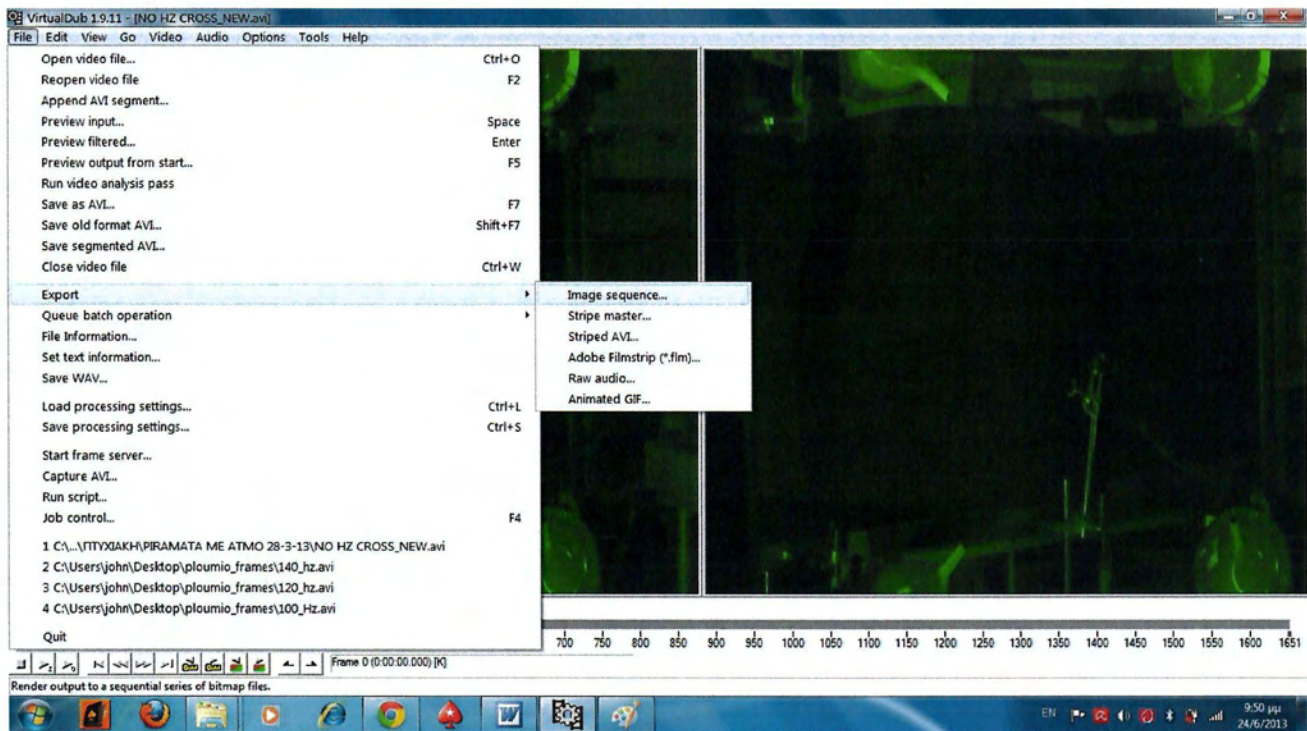 VirtualDub 1.9.11 - [NO HZ CROSS_NEW.avi]
File Edit View Go Video Audio Options Tools Help
Open video file... Ctrl+O
Reopen video file F2
Append AVI segment...
Preview input... Space
Preview filtered... Enter
Preview output from start... F5
Run video analysis pass
Save as AVI... F7
Save old format AVI... Shift+F7
Save segmented AVI...
Close video file Ctrl+W
Export
Queue batch operation
File Information...
Set text information...
Save WAV...
Load processing settings... Ctrl+L
Save processing settings... Ctrl+S
Start frame server...
Capture AVI...
Run script...
Job control... F4
1 C:\...\ΠΤΥΧΙΑΚΗ\PIRAMATA ME ATMO 28-3-13\NO HZ CROSS_NEW.avi
2 C:\Users\john\Desktop\ploumio_frames\140_hz.avi
3 C:\Users\john\Desktop\ploumio_frames\120_hz.avi
4 C:\Users\john\Desktop\ploumio_frames\100_Hz.avi
Quit
Image sequence...
Stripe master...
Striped AVI...
Adobe Filmstrip (*.flm)...
Raw audio...
Animated GIF...
700 750 800 850 900 950 1000 1050 1100 1150 1200 1250 1300 1350 1400 1450 1500 1550 1600 1651
Frame 0 (0:00:00.000) [K]
Render output to a sequential series of bitmap files.
EN
9:50 μμ
24/6/2013